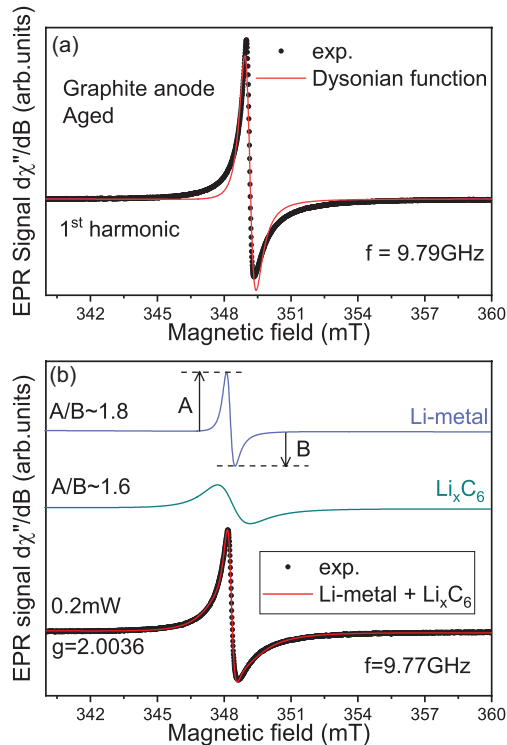 (a)
exp.
Dysonian function
Graphite anode
Aged
1st harmonic
f = 9.79GHz
EPR Signal dχ"/dB (arb.units)
342 345 348 351 354 357 360
Magnetic field (mT)
(b)
A
A/B~1.8
Li-metal
B
A/B~1.6
LixC6
exp.
Li-metal + LixC6
0.2mW
g=2.0036
f=9.77GHz
EPR signal dχ"/dB (arb.units)
342 345 348 351 354 357 360
Magnetic field (mT)